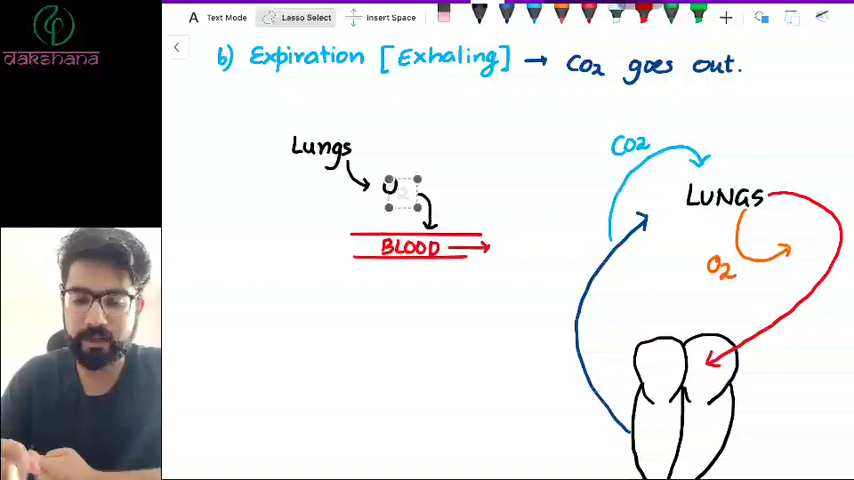 dakshana
Text Mode
Lasso Select
Insert Space
b) Expiration [Exhaling] → CO2 goes out.
Lungs
BLOOD
CO2
LUNGS
O2